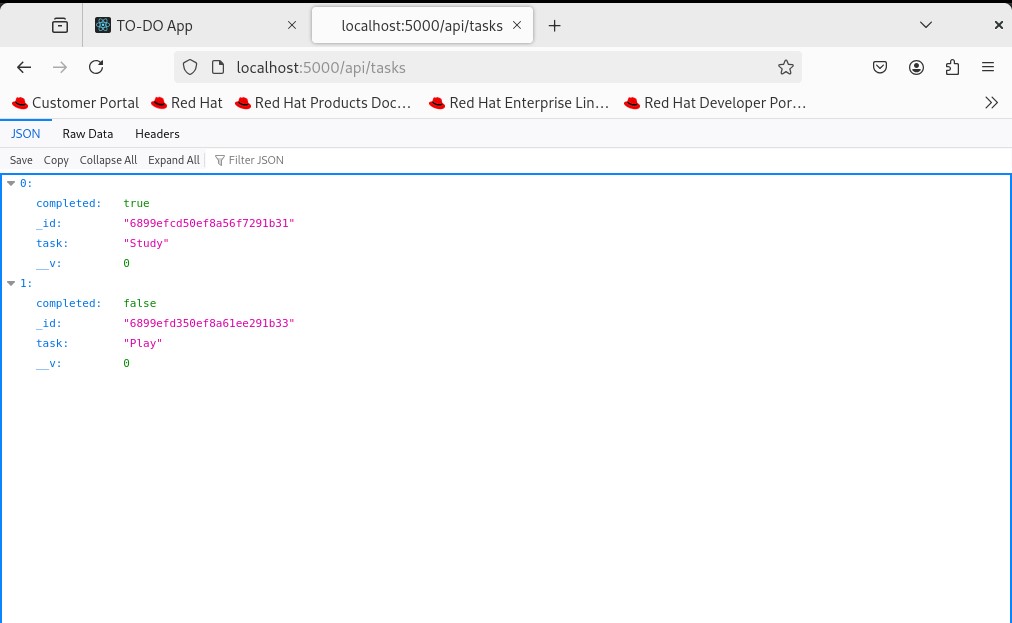 TO-DO App localhost:5000/api/tasks
localhost:5000/api/tasks
Customer Portal Red Hat Red Hat Products Doc… Red Hat Enterprise Lin… Red Hat Developer Por…
JSON Raw Data Headers
Save Copy Collapse All Expand All Filter JSON
0:
completed: true
_id: "6899efcd50ef8a56f7291b31"
task: "Study"
__v: 0
1:
completed: false
_id: "6899efd350ef8a61ee291b33"
task: "Play"
__v: 0